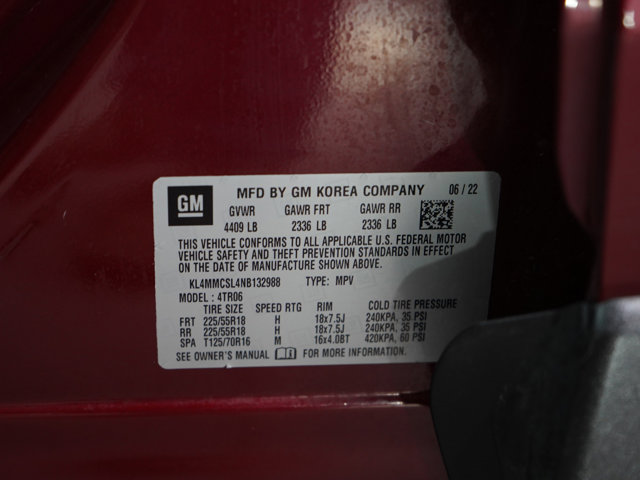 GM MFD BY GM KOREA COMPANY 06 / 22
GVWR GAWR FRT GAWR RR
4409 LB 2336 LB 2336 LB
THIS VEHICLE CONFORMS TO ALL APPLICABLE U.S. FEDERAL MOTOR
VEHICLE SAFETY AND THEFT PREVENTION STANDARDS IN EFFECT
ON THE DATE OF MANUFACTURE SHOWN ABOVE.
KL4MMCSL4NB132988 TYPE: MPV
MODEL : 4TR06
TIRE SIZE SPEED RTG RIM COLD TIRE PRESSURE
FRT 225/55R18 H 18x7.5J 240KPA, 35 PSI
RR 225/55R18 H 18x7.5J 240KPA, 35 PSI
SPA T125/70R16 M 16x4.0BT 420KPA, 60 PSI
SEE OWNER'S MANUAL FOR MORE INFORMATION.